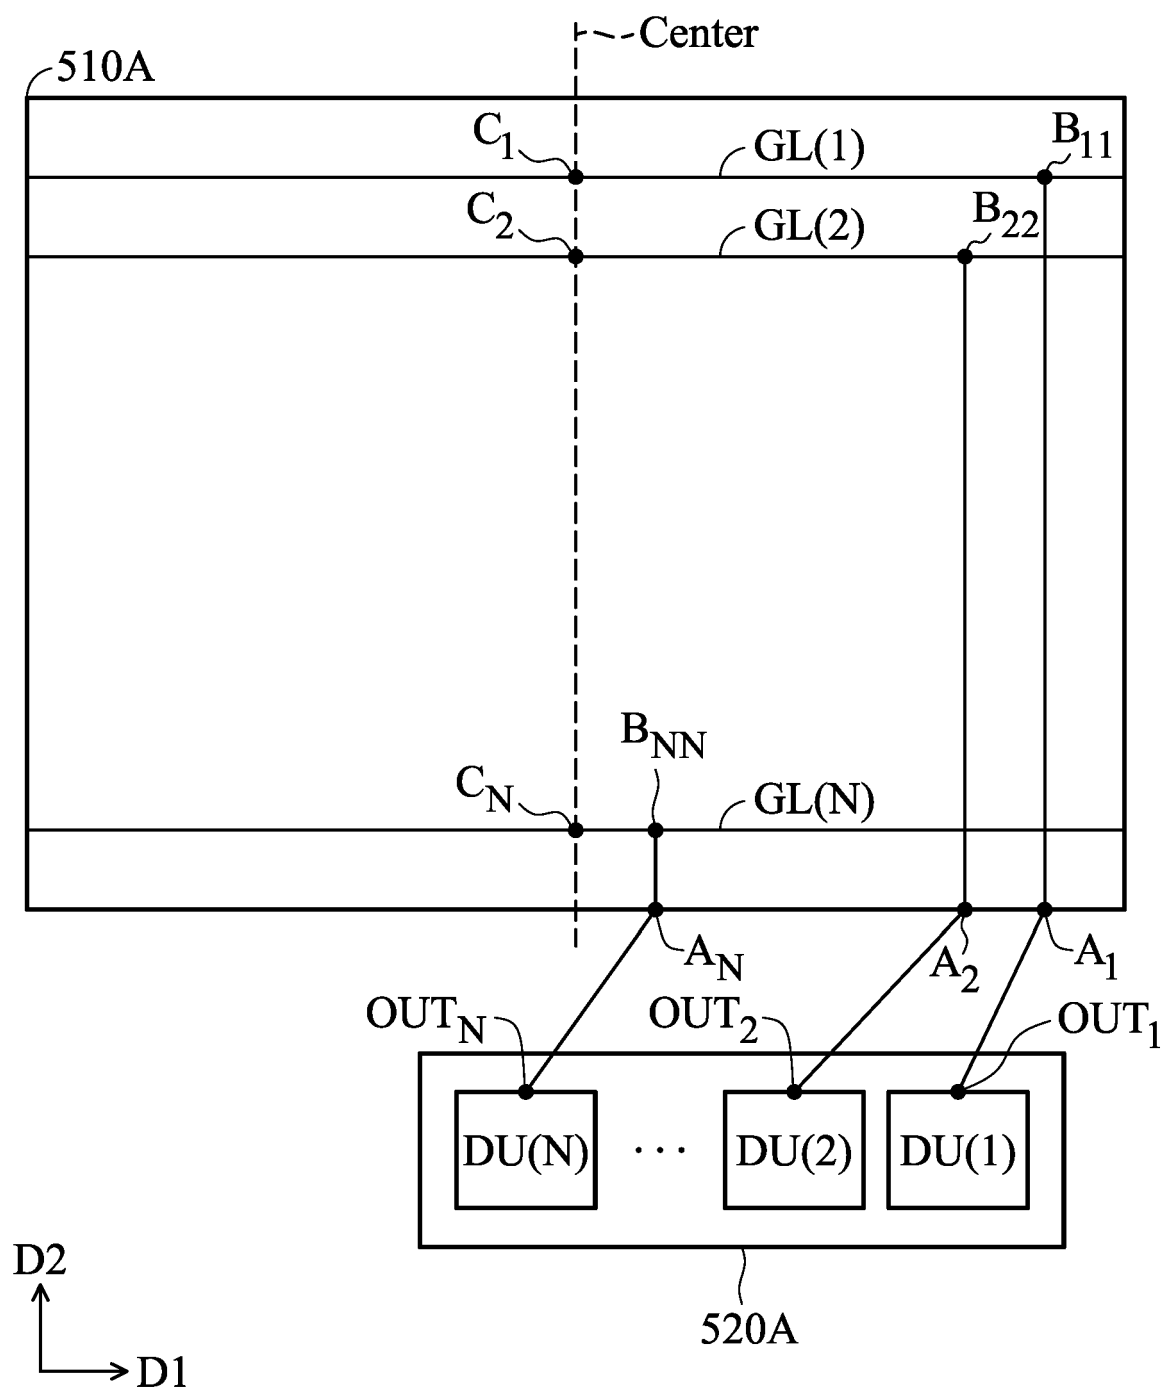 Center
510A
C1
GL(1)
B11
C2
GL(2)
B22
BNN
CN
GL(N)
AN
A2
A1
OUTN
OUT2
OUT1
DU(N)
...
DU(2)
DU(1)
D2
520A
D1